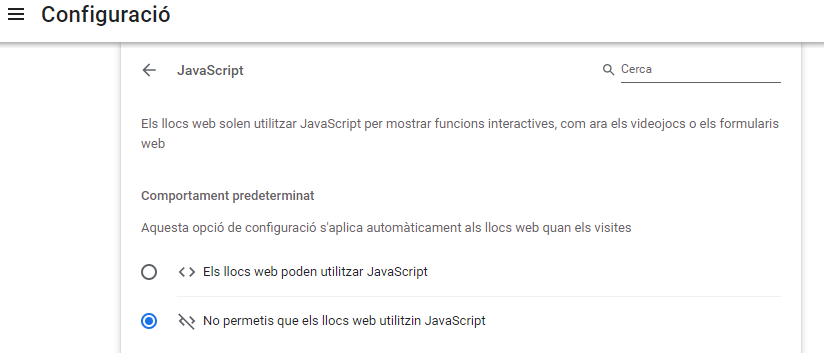 Configuració
JavaScript
Cerca
Els llocs web solen utilitzar JavaScript per mostrar funcions interactives, com ara els videojocs o els formularis
web
Comportament predeterminat
Aquesta opció de configuració s'aplica automàticament als llocs web quan els visites
Els llocs web poden utilitzar JavaScript
No permetis que els llocs web utilitzin JavaScript